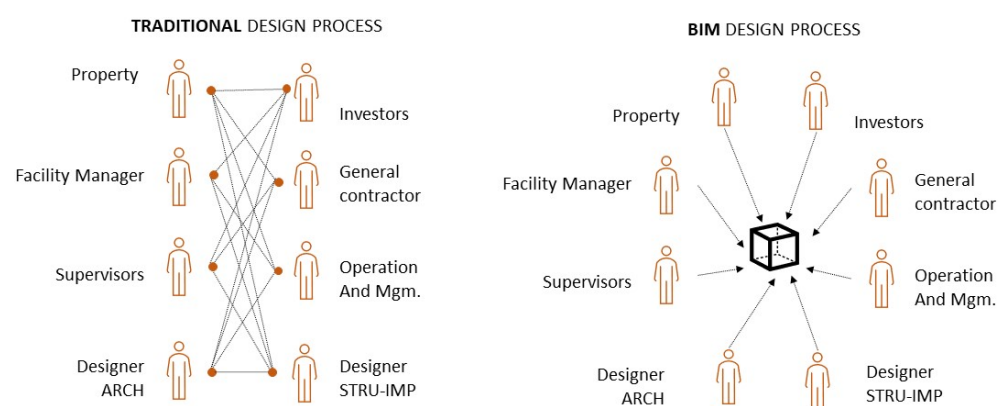 TRADITIONAL DESIGN PROCESS
Property
Investors
Facility Manager
General
contractor
Supervisors
Operation
And Mgm.
Designer
ARCH
Designer
STRU-IMP
BIM DESIGN PROCESS
Property
Investors
Facility Manager
General
contractor
Supervisors
Operation
And Mgm.
Designer
ARCH
Designer
STRU-IMP